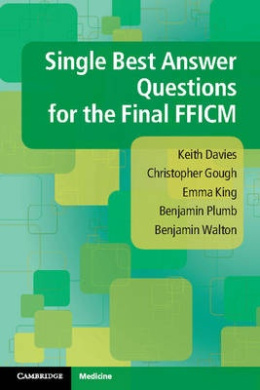 Single Best Answer
Questions
for the Final FFICM
Keith Davies
Christopher Gough
Emma King
Benjamin Plumb
Benjamin Walton
CAMBRIDGE Medicine